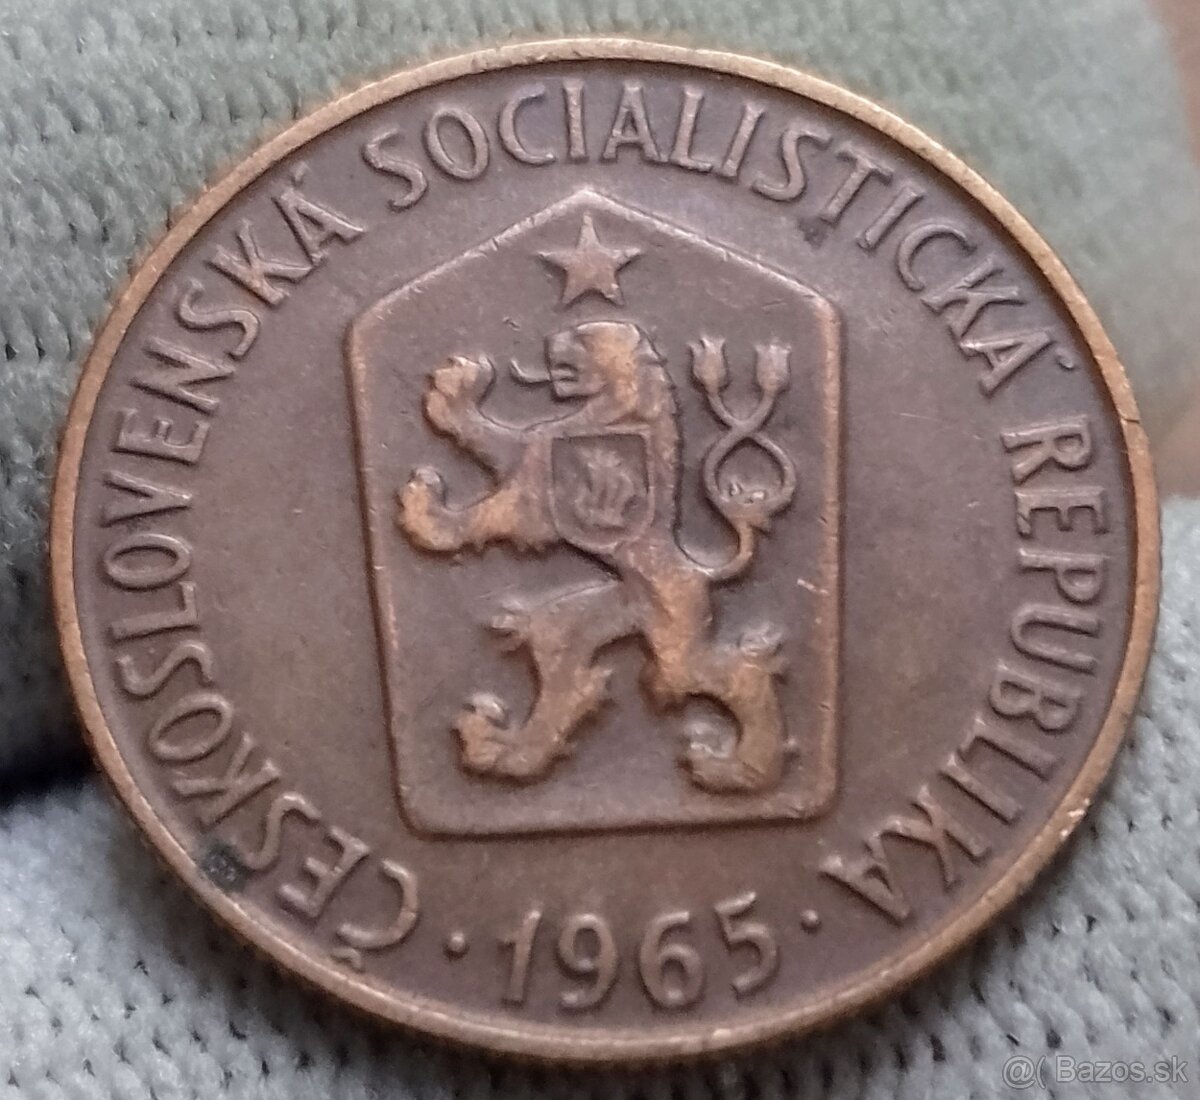 ČESKOSLOVENSKÁ SOCIALISTICKÁ REPUBLIKA
· 1965 ·
@( Bazos.sk